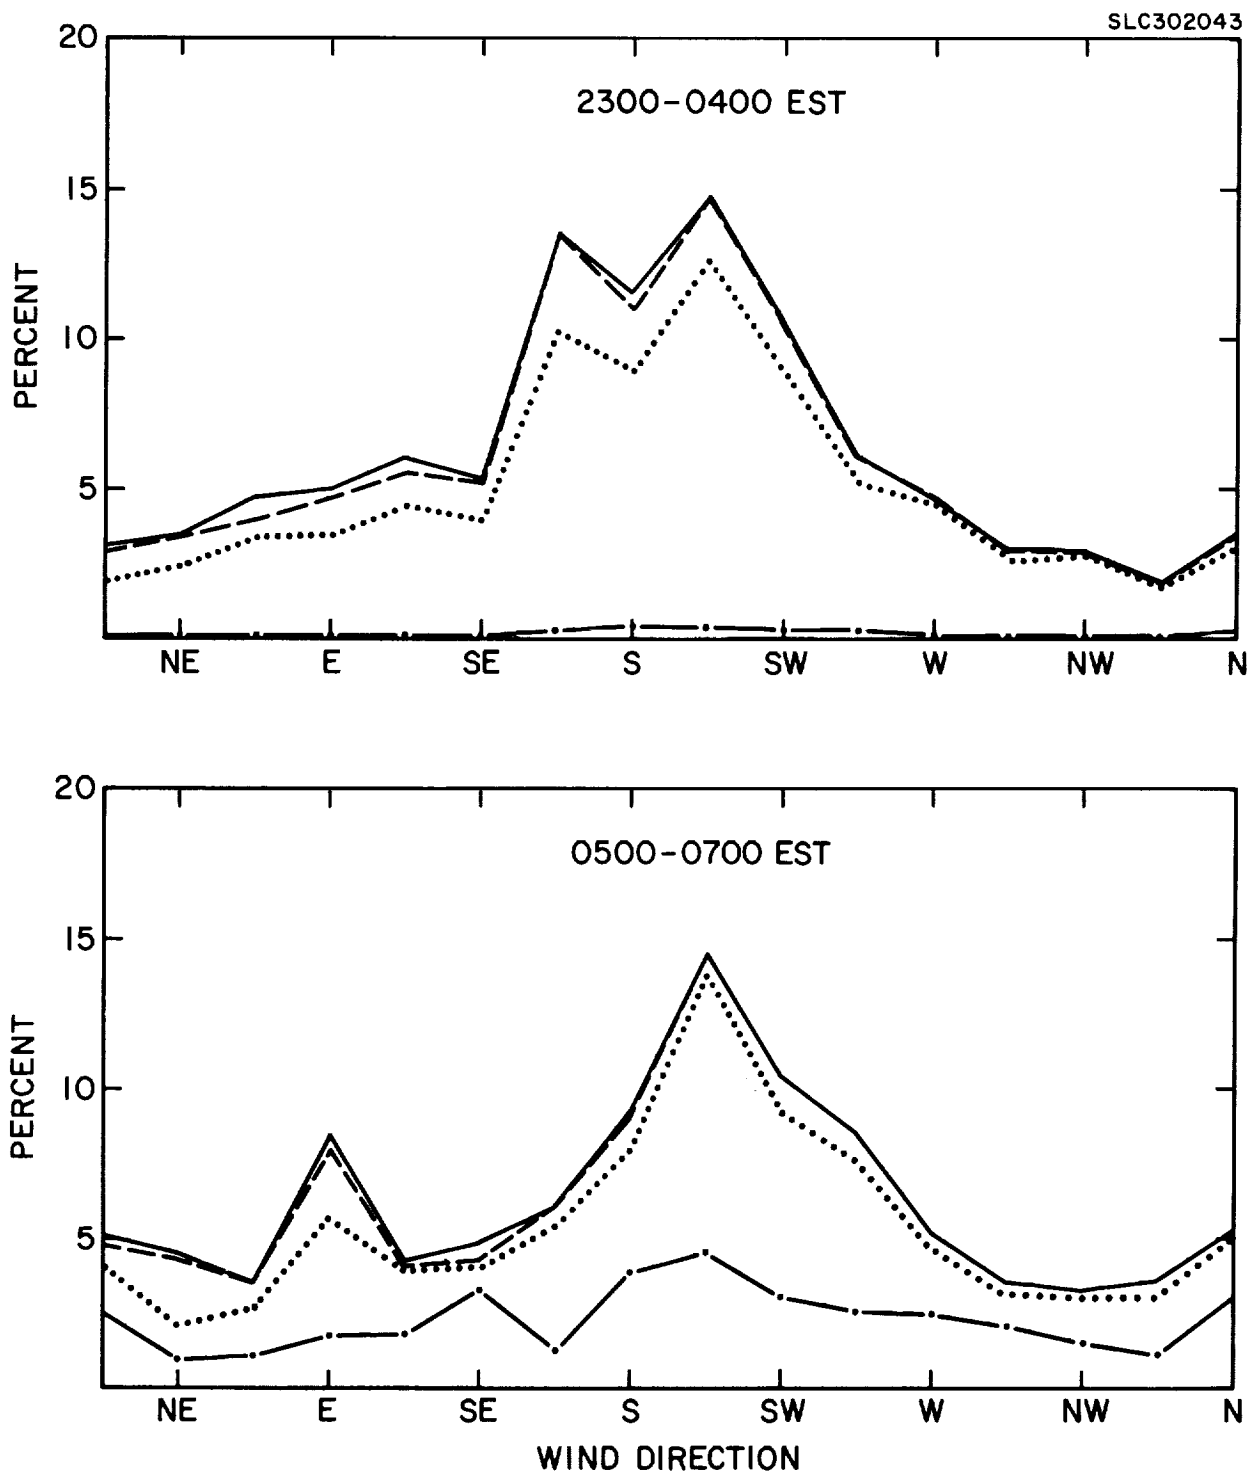 SLC302043
20
2300-0400 EST
15
PERCENT
10
5
NE E SE S SW W NW N
20
0500-0700 EST
15
PERCENT
10
5
NE E SE S SW W NW N
WIND DIRECTION